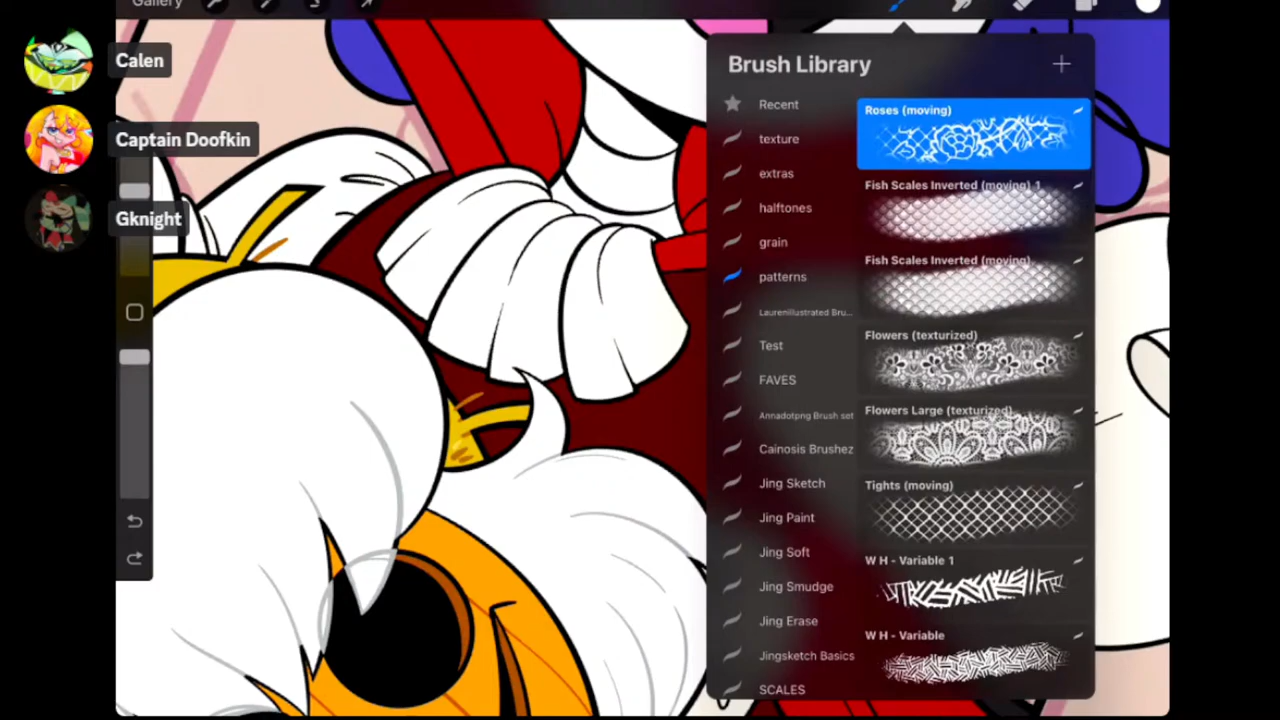 Gallery
Calen
Captain Doofkin
Gknight
Brush Library
Recent
texture
extras
halftones
grain
patterns
Laurenillustrated Bru...
Test
FAVES
Annadotpng Brush set
Cainosis Brushez
Jing Sketch
Jing Paint
Jing Soft
Jing Smudge
Jing Erase
Jingsketch Basics
SCALES
Roses (moving)
Fish Scales Inverted (moving) 1
Fish Scales Inverted (moving)
Flowers (texturized)
Flowers Large (texturized)
Tights (moving)
W H - Variable 1
W H - Variable